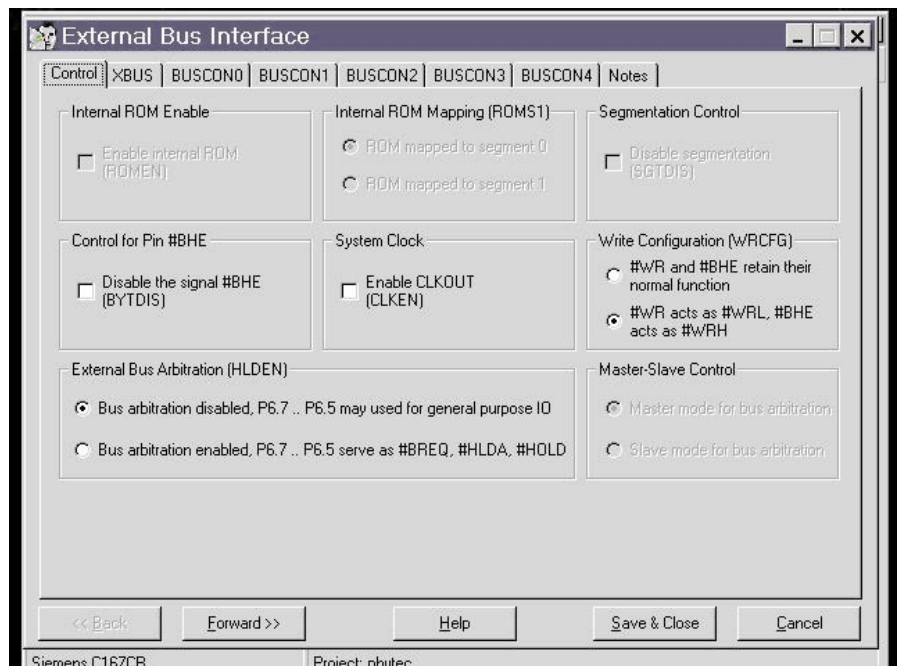 External Bus Interface
Control XBUS BUSCON0 BUSCON1 BUSCON2 BUSCON3 BUSCON4 Notes
Internal ROM Enable
Enable internal ROM
(ROMEN)
Internal ROM Mapping (ROMS1)
ROM mapped to segment 0
ROM mapped to segment 1
Segmentation Control
Disable segmentation
(SGTDIS)
Control for Pin #BHE
Disable the signal #BHE
(BYTDIS)
System Clock
Enable CLKOUT
(CLKEN)
Write Configuration (WRCFG)
#WR and #BHE retain their
normal function
#WR acts as #WRL, #BHE
acts as #WRH
External Bus Arbitration (HLDEN)
Bus arbitration disabled, P6.7 .. P6.5 may used for general purpose IO
Bus arbitration enabled, P6.7 .. P6.5 serve as #BREQ, #HLDA, #HOLD
Master-Slave Control
Master mode for bus arbitration
Slave mode for bus arbitration
<< Back Forward >> Help Save & Close Cancel
Siemens C167CR Project: phytec